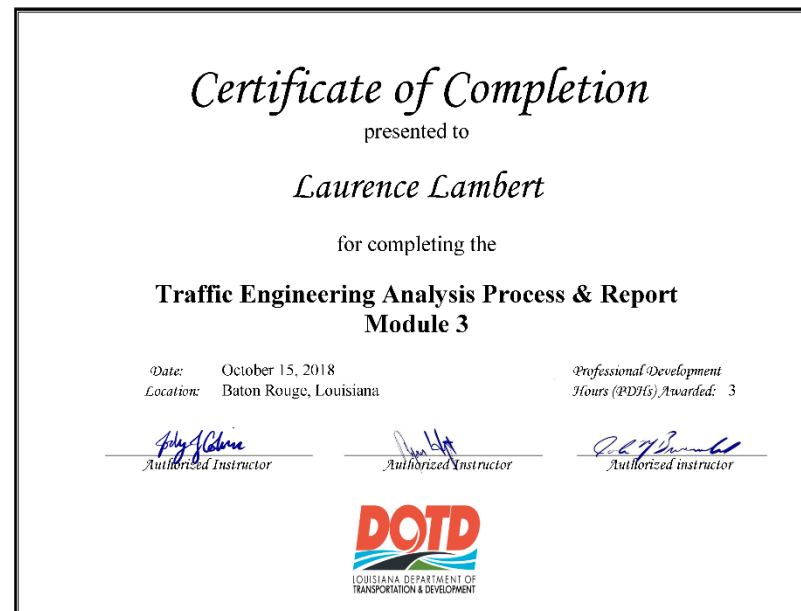 Certificate of Completion
presented to
Laurence Lambert
for completing the
Traffic Engineering Analysis Process & Report
Module 3
Date: October 15, 2018
Location: Baton Rouge, Louisiana
Professional Development
Hours (PDHs) Awarded: 3
Authorized Instructor
Authorized Instructor
Authorized instructor
DOTD
LOUISIANA DEPARTMENT OF
TRANSPORTATION & DEVELOPMENT